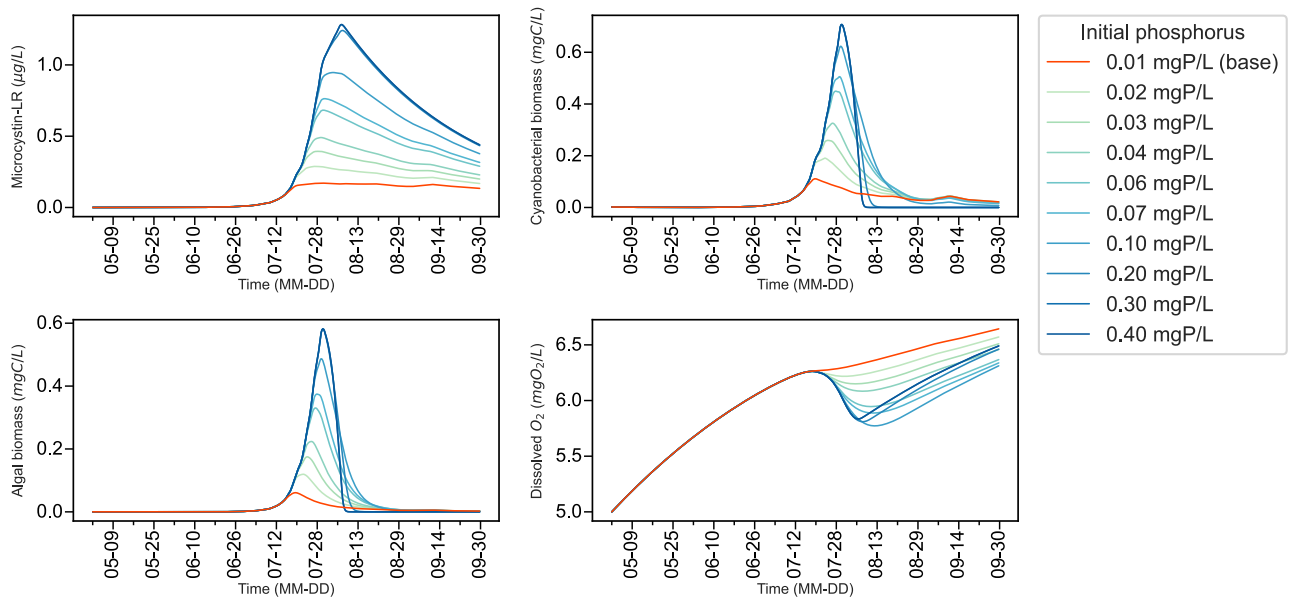 Microcystin-LR (μg/L)
1.0
0.5
0.0
05-09
05-25
06-10
06-26
07-12
07-28
08-13
08-29
09-14
09-30
Time (MM-DD)
Cyanobacterial biomass (mgC/L)
0.6
0.4
0.2
0.0
05-09
05-25
06-10
06-26
07-12
07-28
08-13
08-29
09-14
09-30
Time (MM-DD)
Initial phosphorus
0.01 mgP/L (base)
0.02 mgP/L
0.03 mgP/L
0.04 mgP/L
0.06 mgP/L
0.07 mgP/L
0.10 mgP/L
0.20 mgP/L
0.30 mgP/L
0.40 mgP/L
Algal biomass (mgC/L)
0.6
0.4
0.2
0.0
05-09
05-25
06-10
06-26
07-12
07-28
08-13
08-29
09-14
09-30
Time (MM-DD)
Dissolved O₂ (mgO₂/L)
6.5
6.0
5.5
5.0
05-09
05-25
06-10
06-26
07-12
07-28
08-13
08-29
09-14
09-30
Time (MM-DD)